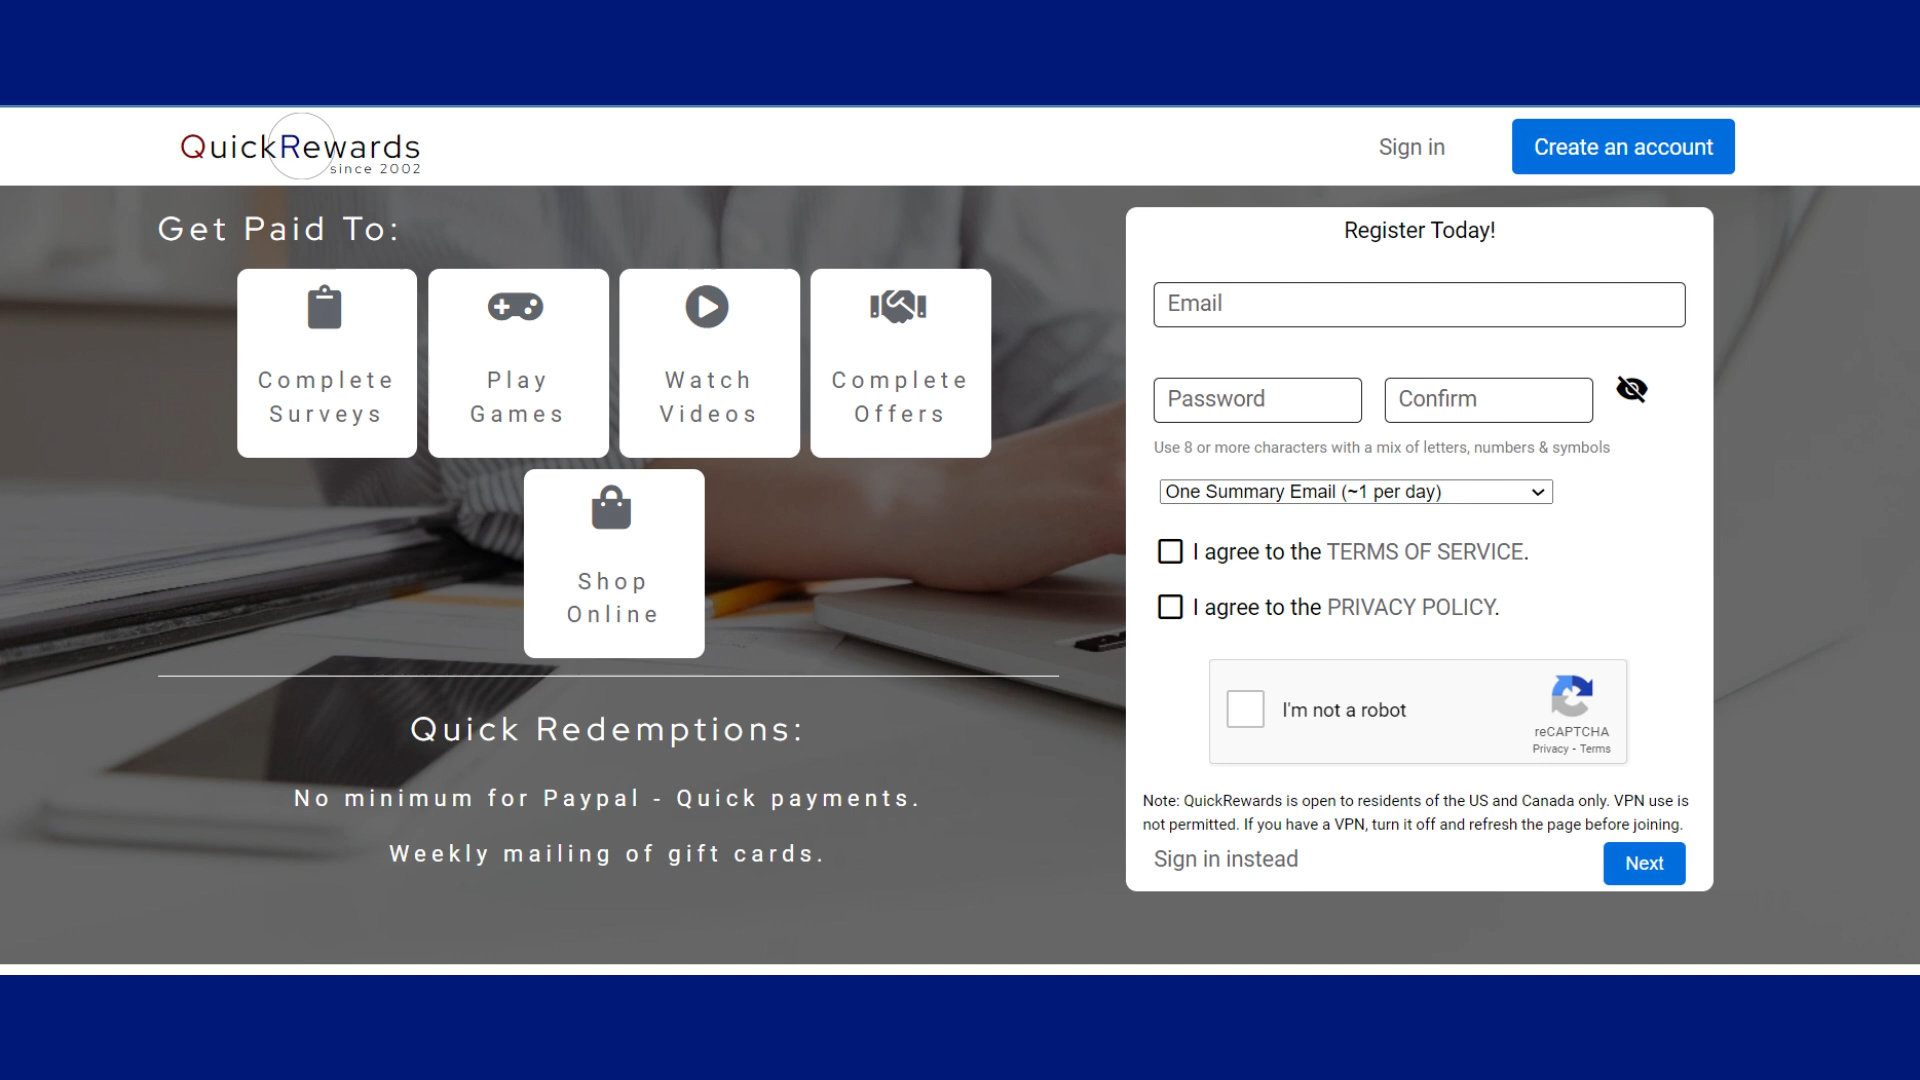 QuickRewards
since 2002
Sign in
Create an account
Get Paid To:
Complete
Surveys
Play
Games
Watch
Videos
Complete
Offers
Shop
Online
Quick Redemptions:
No minimum for Paypal - Quick payments.
Weekly mailing of gift cards.
Register Today!
Email
Password
Confirm
Use 8 or more characters with a mix of letters, numbers & symbols
One Summary Email (~1 per day)
I agree to the TERMS OF SERVICE.
I agree to the PRIVACY POLICY.
I'm not a robot
reCAPTCHA
Privacy - Terms
Note: QuickRewards is open to residents of the US and Canada only. VPN use is
not permitted. If you have a VPN, turn it off and refresh the page before joining.
Sign in instead
Next